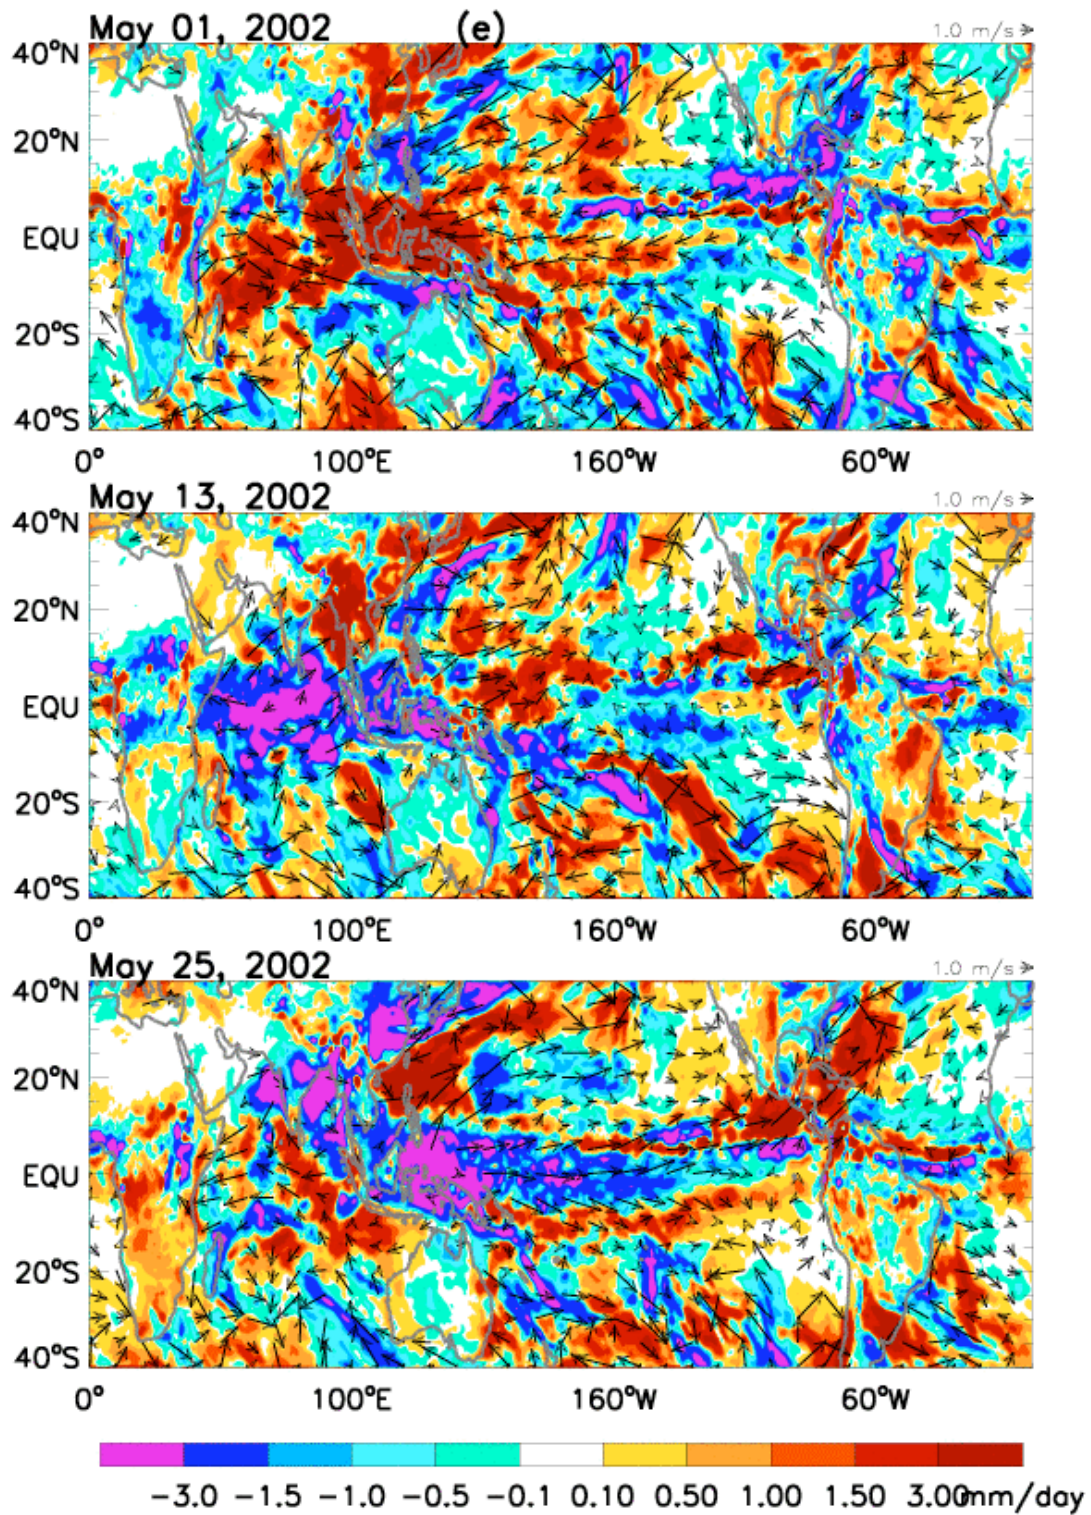 May 01, 2002 (e) 1.0 m/s
40°N
20°N
EQU
20°S
40°S
0° 100°E 160°W 60°W
May 13, 2002 1.0 m/s
40°N
20°N
EQU
20°S
40°S
0° 100°E 160°W 60°W
May 25, 2002 1.0 m/s
40°N
20°N
EQU
20°S
40°S
0° 100°E 160°W 60°W
−3.0 −1.5 −1.0 −0.5 −0.1 0.10 0.50 1.00 1.50 3.00mm/day